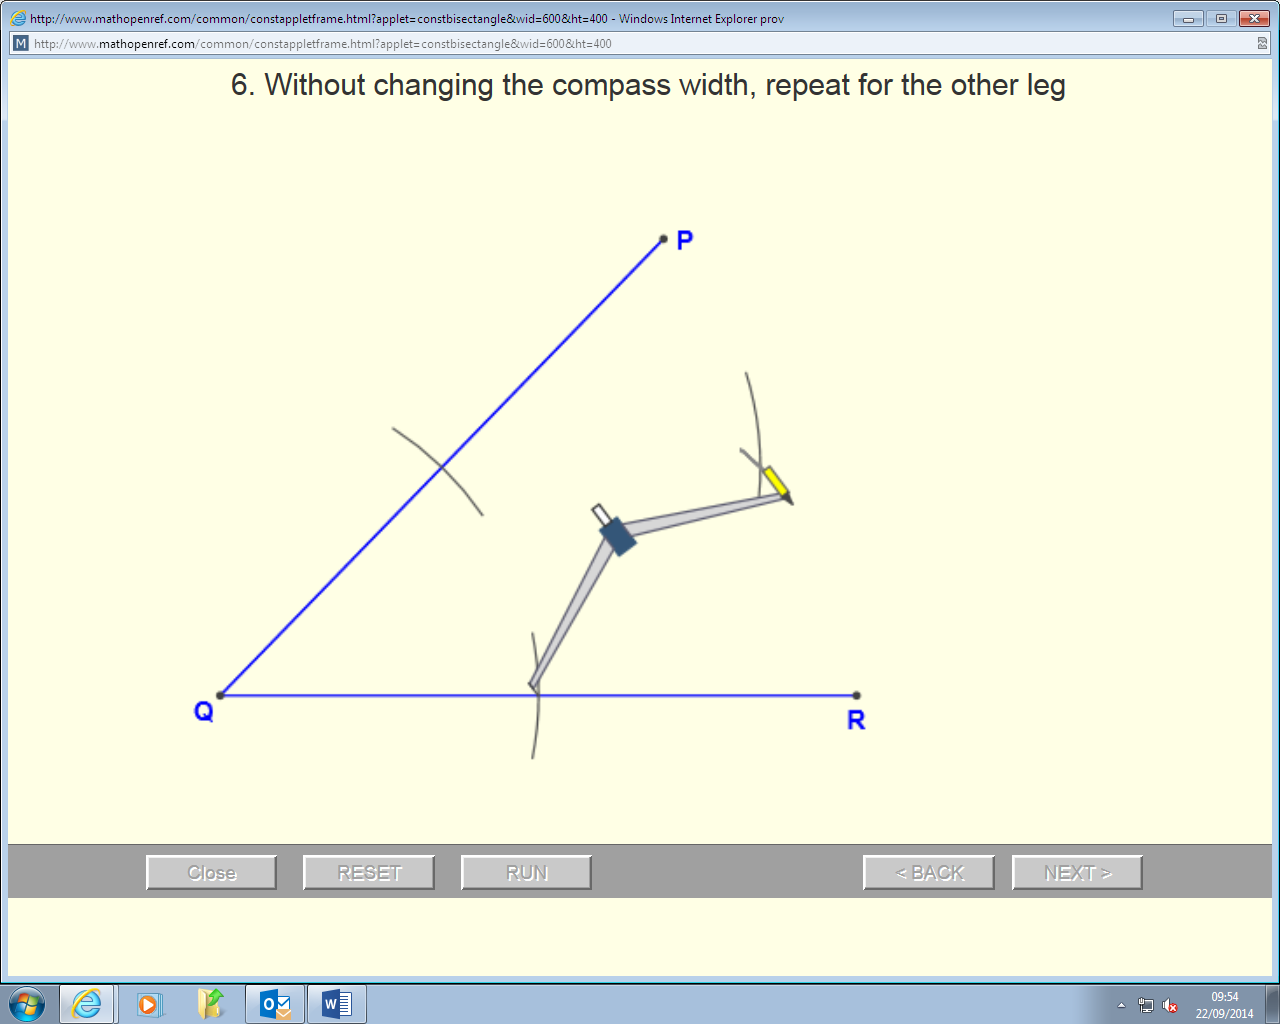 http://www.mathopenref.com/common/constappletframe.html?applet=constbisectangle&wid=600&ht=400 - Windows Internet Explorer prov
M http://www.mathopenref.com/common/constappletframe.html?applet=constbisectangle&wid=600&ht=400
6. Without changing the compass width, repeat for the other leg
P
Q
R
Close RESET RUN < BACK NEXT >
09:54
22/09/2014